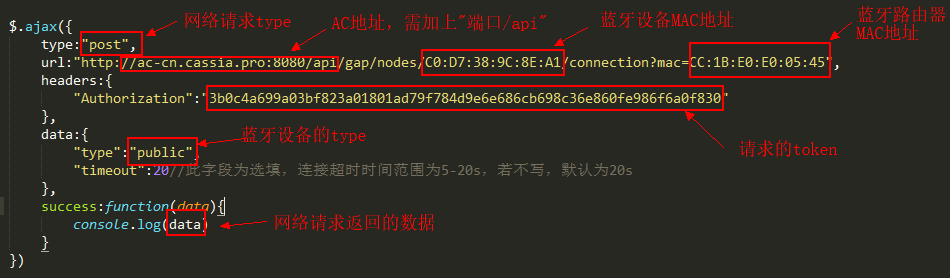 网络请求type
AC地址，需加上"端口/api"
蓝牙设备MAC地址
蓝牙路由器
MAC地址
$.ajax({
type:"post",
url:"http://ac-cn.cassia.pro:8080/api/gap/nodes/C0:D7:38:9C:8E:A1/connection?mac=CC:1B:E0:E0:05:45",
headers:{
"Authorization":"3b0c4a699a03bf823a01801ad79f784d9e6e686cb698c36e860fe986f6a0f830"
},
data:{
蓝牙设备的type
请求的token
"type":"public",
"timeout":20//此字段为选填，连接超时时间范围为5-20s，若不写，默认为20s
},
success:function(data){
console.log(data)
网络请求返回的数据
}
})